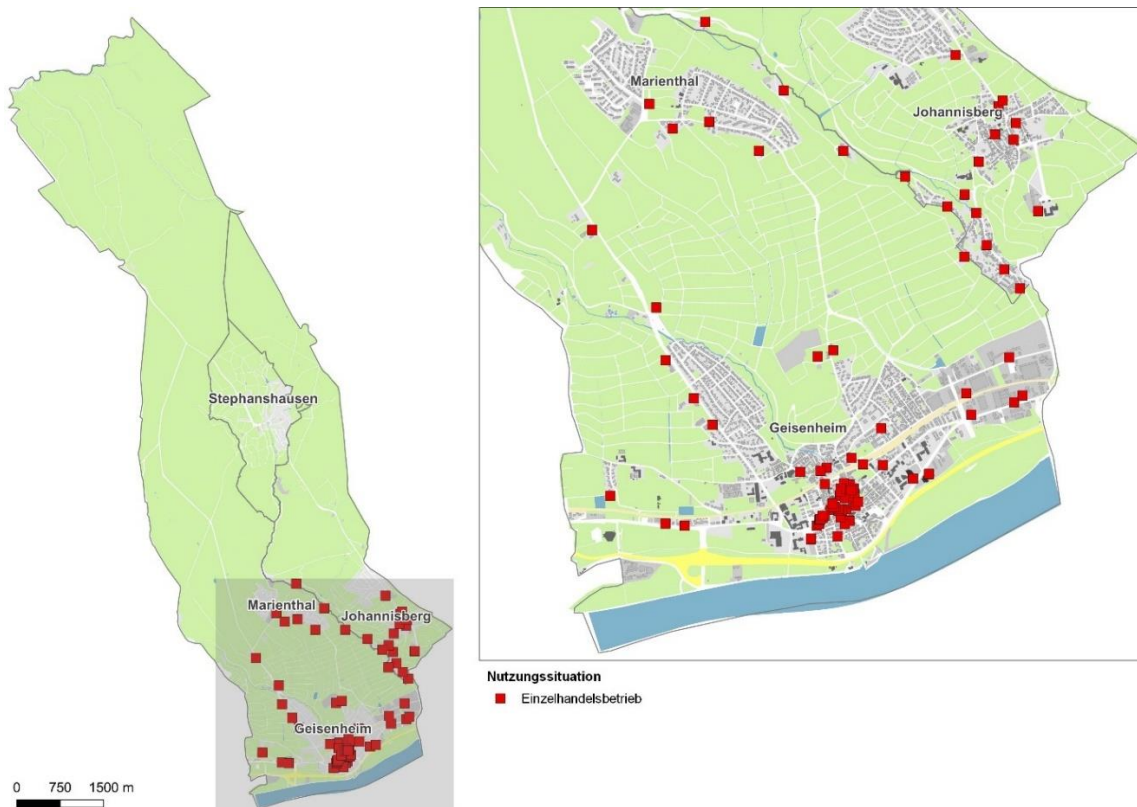 Stephanshausen
Marienthal
Johannisberg
Geisenheim
0 750 1500 m
Marienthal
Johannisberg
Geisenheim
Nutzungssituation
Einzelhandelsbetrieb